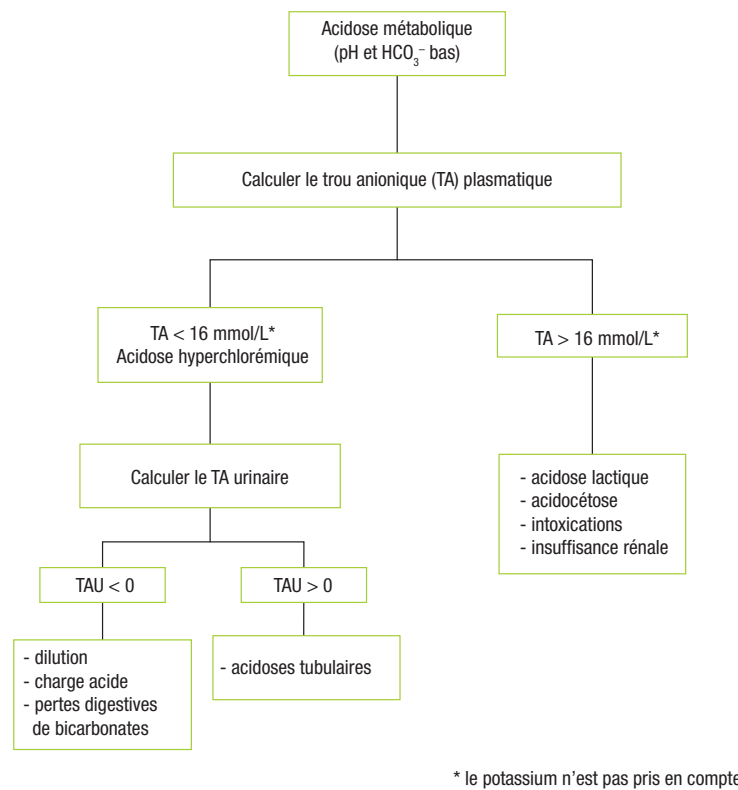 Acidose métabolique
(pH et HCO₃⁻ bas)
Calculer le trou anionique (TA) plasmatique
TA < 16 mmol/L*
Acidose hyperchlorémique
TA > 16 mmol/L*
Calculer le TA urinaire
- acidose lactique
- acidocétose
- intoxications
- insuffisance rénale
TAU < 0
TAU > 0
- dilution
- charge acide
- pertes digestives
de bicarbonates
- acidoses tubulaires
* le potassium n’est pas pris en compte